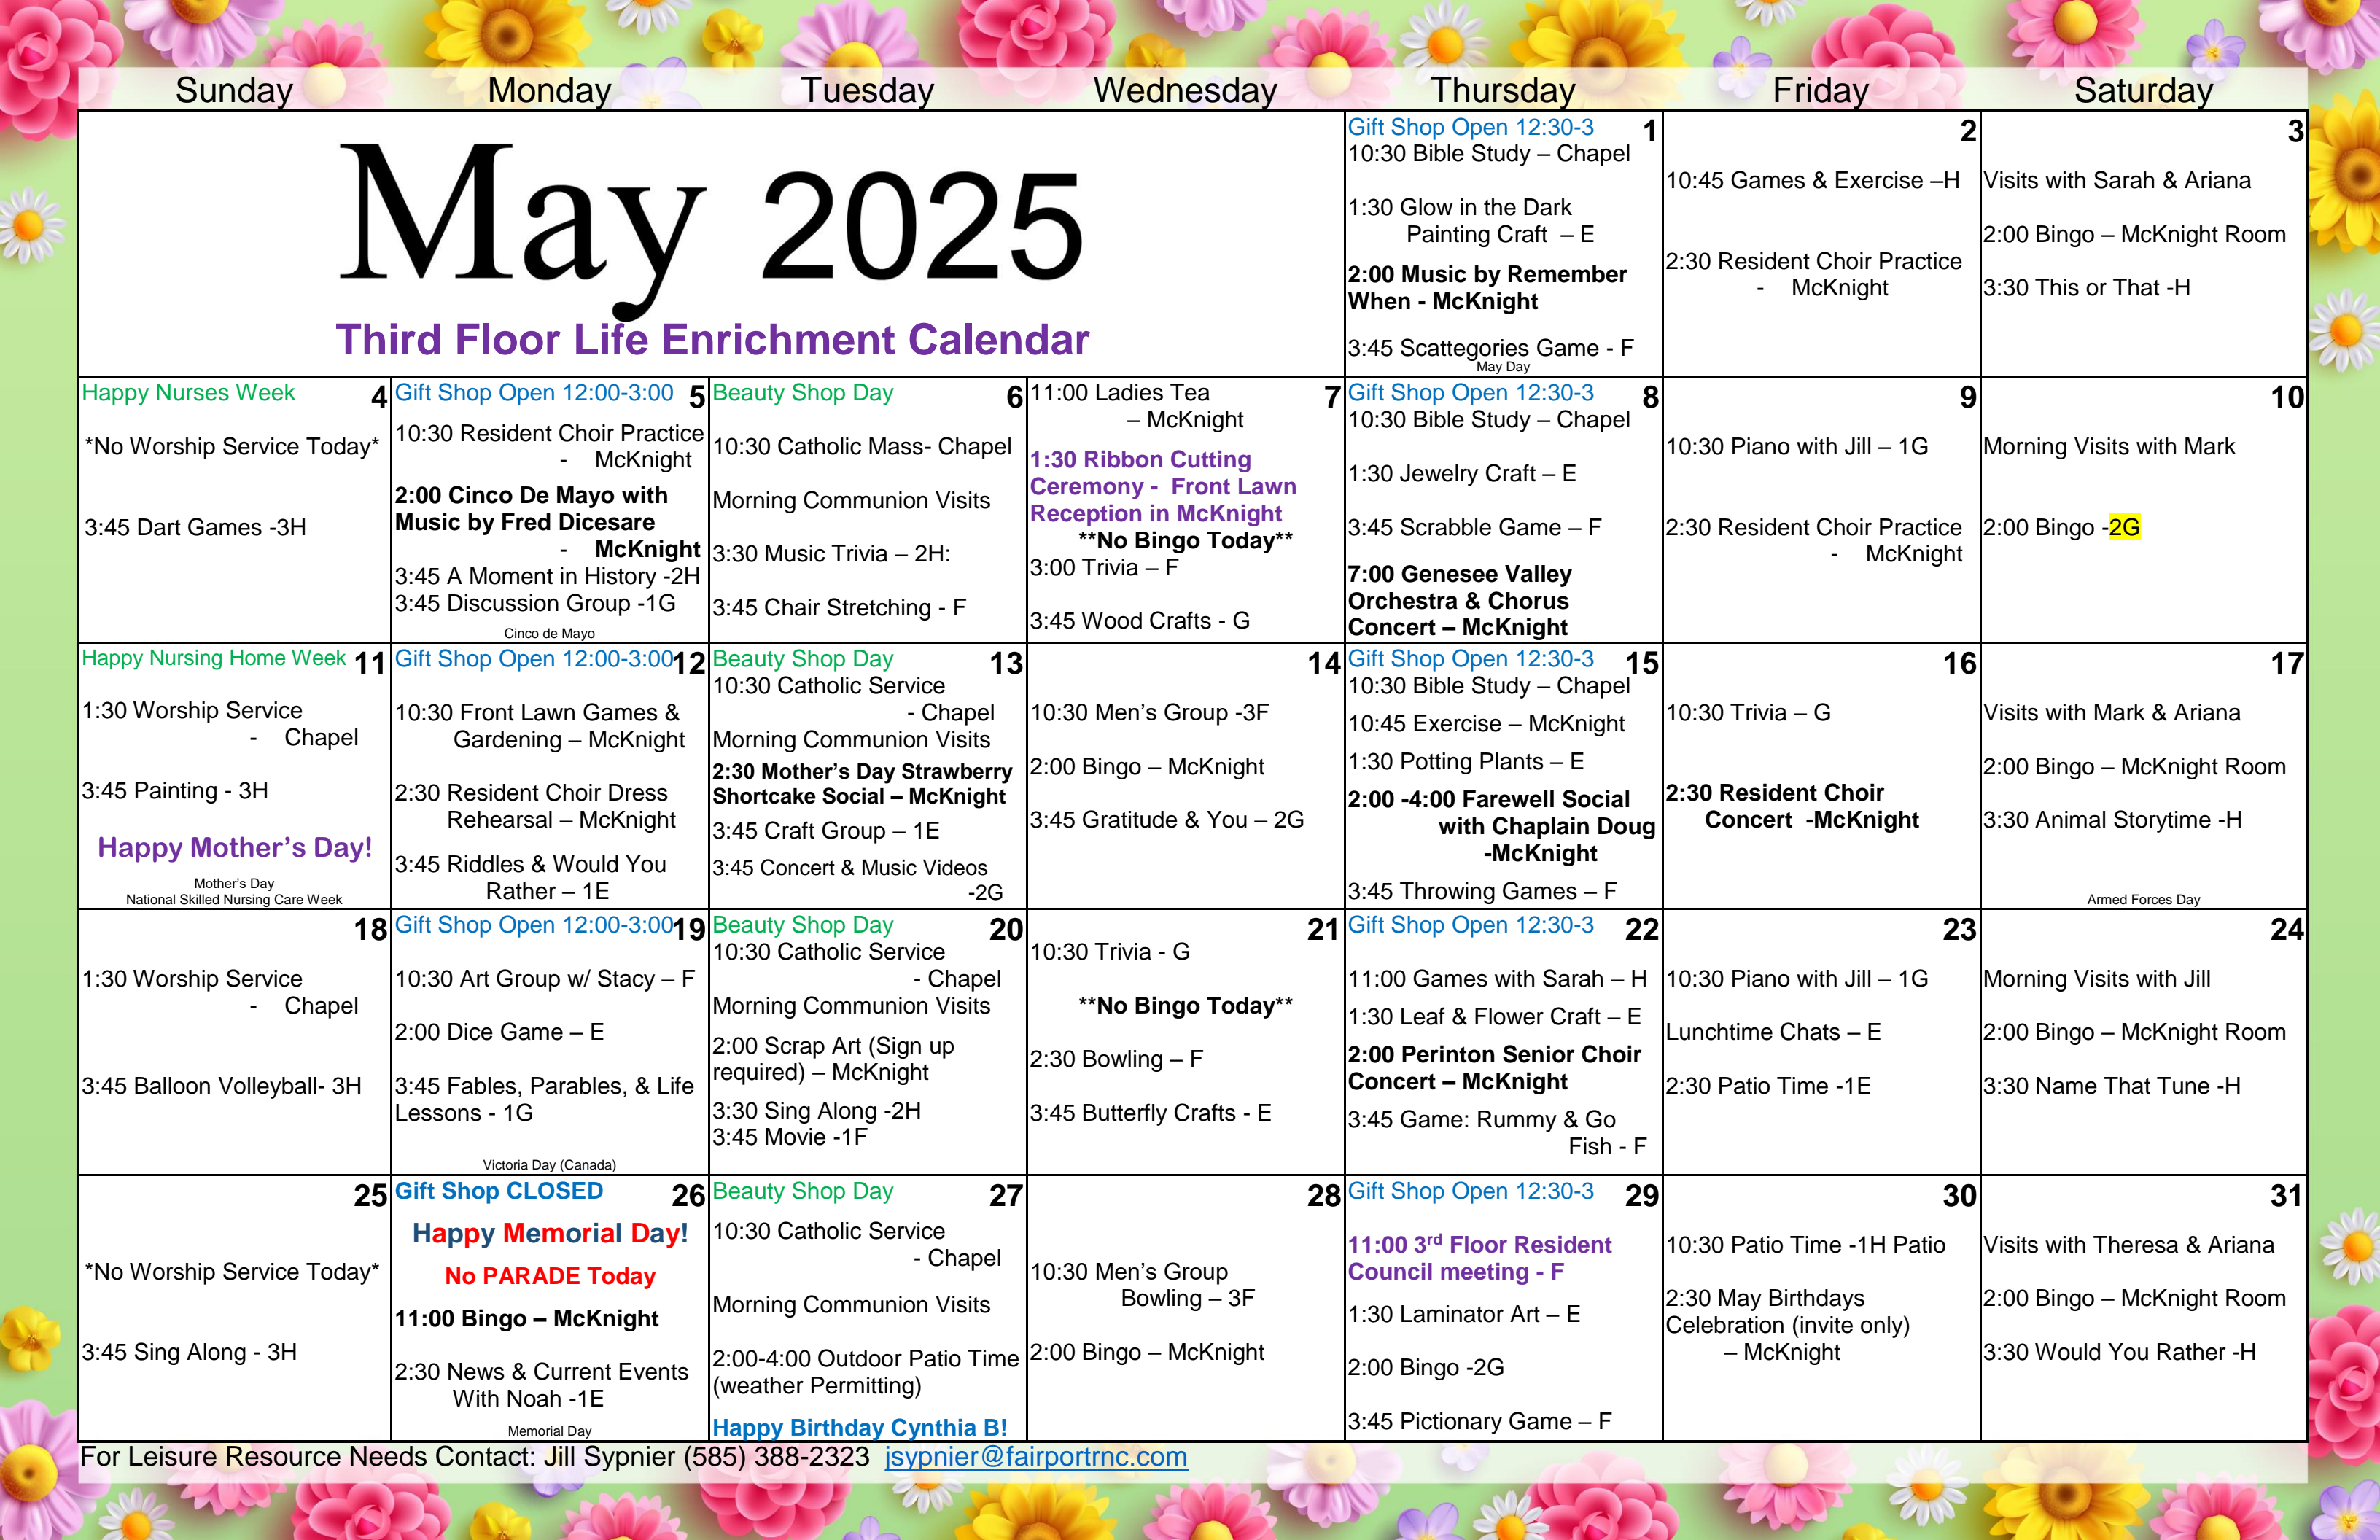 Sunday Monday Tuesday Wednesday Thursday Friday Saturday
May 2025
Third Floor Life Enrichment Calendar
Gift Shop Open 12:30-3 1
10:30 Bible Study – Chapel
1:30 Glow in the Dark
Painting Craft – E
2:00 Music by Remember
When - McKnight
3:45 Scattegories Game - F
May Day
2
10:45 Games & Exercise –H
2:30 Resident Choir Practice
- McKnight
3
Visits with Sarah & Ariana
2:00 Bingo – McKnight Room
3:30 This or That -H
Happy Nurses Week 4
*No Worship Service Today*
3:45 Dart Games -3H
Gift Shop Open 12:00-3:00 5
10:30 Resident Choir Practice
- McKnight
2:00 Cinco De Mayo with
Music by Fred Dicesare
- McKnight
3:45 A Moment in History -2H
3:45 Discussion Group -1G
Cinco de Mayo
Beauty Shop Day 6
10:30 Catholic Mass- Chapel
Morning Communion Visits
3:30 Music Trivia – 2H:
3:45 Chair Stretching - F
11:00 Ladies Tea 7
– McKnight
1:30 Ribbon Cutting
Ceremony - Front Lawn
Reception in McKnight
**No Bingo Today**
3:00 Trivia – F
3:45 Wood Crafts - G
Gift Shop Open 12:30-3 8
10:30 Bible Study – Chapel
1:30 Jewelry Craft – E
3:45 Scrabble Game – F
7:00 Genesee Valley
Orchestra & Chorus
Concert – McKnight
9
10:30 Piano with Jill – 1G
2:30 Resident Choir Practice
- McKnight
10
Morning Visits with Mark
2:00 Bingo -2G
Happy Nursing Home Week 11
1:30 Worship Service
- Chapel
3:45 Painting - 3H
Happy Mother's Day!
Mother's Day
National Skilled Nursing Care Week
Gift Shop Open 12:00-3:00 12
10:30 Front Lawn Games &
Gardening – McKnight
2:30 Resident Choir Dress
Rehearsal – McKnight
3:45 Riddles & Would You
Rather – 1E
Beauty Shop Day 13
10:30 Catholic Service
- Chapel
Morning Communion Visits
2:30 Mother's Day Strawberry
Shortcake Social – McKnight
3:45 Craft Group – 1E
3:45 Concert & Music Videos
-2G
14
10:30 Men's Group -3F
2:00 Bingo – McKnight
3:45 Gratitude & You – 2G
Gift Shop Open 12:30-3 15
10:30 Bible Study – Chapel
10:45 Exercise – McKnight
1:30 Potting Plants – E
2:00 -4:00 Farewell Social
with Chaplain Doug
-McKnight
3:45 Throwing Games – F
16
10:30 Trivia – G
2:30 Resident Choir
Concert -McKnight
17
Visits with Mark & Ariana
2:00 Bingo – McKnight Room
3:30 Animal Storytime -H
Armed Forces Day
18
1:30 Worship Service
- Chapel
3:45 Balloon Volleyball- 3H
Gift Shop Open 12:00-3:00 19
10:30 Art Group w/ Stacy – F
2:00 Dice Game – E
3:45 Fables, Parables, & Life
Lessons - 1G
Victoria Day (Canada)
Beauty Shop Day 20
10:30 Catholic Service
- Chapel
Morning Communion Visits
2:00 Scrap Art (Sign up
required) – McKnight
3:30 Sing Along -2H
3:45 Movie -1F
21
10:30 Trivia - G
**No Bingo Today**
2:30 Bowling – F
3:45 Butterfly Crafts - E
Gift Shop Open 12:30-3 22
11:00 Games with Sarah – H
1:30 Leaf & Flower Craft – E
2:00 Perinton Senior Choir
Concert – McKnight
3:45 Game: Rummy & Go
Fish - F
23
10:30 Piano with Jill – 1G
Lunchtime Chats – E
2:30 Patio Time -1E
24
Morning Visits with Jill
2:00 Bingo – McKnight Room
3:30 Name That Tune -H
25
*No Worship Service Today*
3:45 Sing Along - 3H
Gift Shop CLOSED 26
Happy Memorial Day!
No PARADE Today
11:00 Bingo – McKnight
2:30 News & Current Events
With Noah -1E
Memorial Day
Beauty Shop Day 27
10:30 Catholic Service
- Chapel
Morning Communion Visits
2:00-4:00 Outdoor Patio Time
(weather Permitting)
Happy Birthday Cynthia B!
28
10:30 Men's Group
Bowling – 3F
2:00 Bingo – McKnight
Gift Shop Open 12:30-3 29
11:00 3rd Floor Resident
Council meeting - F
1:30 Laminator Art – E
2:00 Bingo -2G
3:45 Pictionary Game – F
30
10:30 Patio Time -1H Patio
2:30 May Birthdays
Celebration (invite only)
– McKnight
31
Visits with Theresa & Ariana
2:00 Bingo – McKnight Room
3:30 Would You Rather -H
For Leisure Resource Needs Contact: Jill Sypnier (585) 388-2323 jsypnier@fairportrnc.com